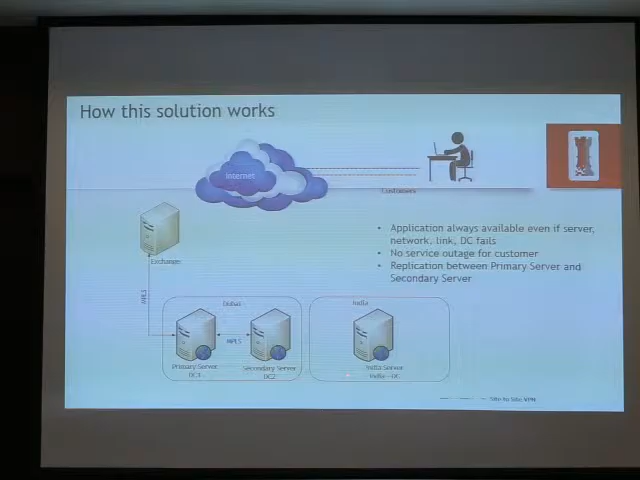 How this solution works
Internet
Customers
• Application always available even if server,
network, link, DC fails
• No service outage for customer
• Replication between Primary Server and
Secondary Server
Exchange
MPLS
Dubai
India
MPLS
Primary Server
DC1
Secondary Server
DC2
India Server
India - DC
Site to Site VPN